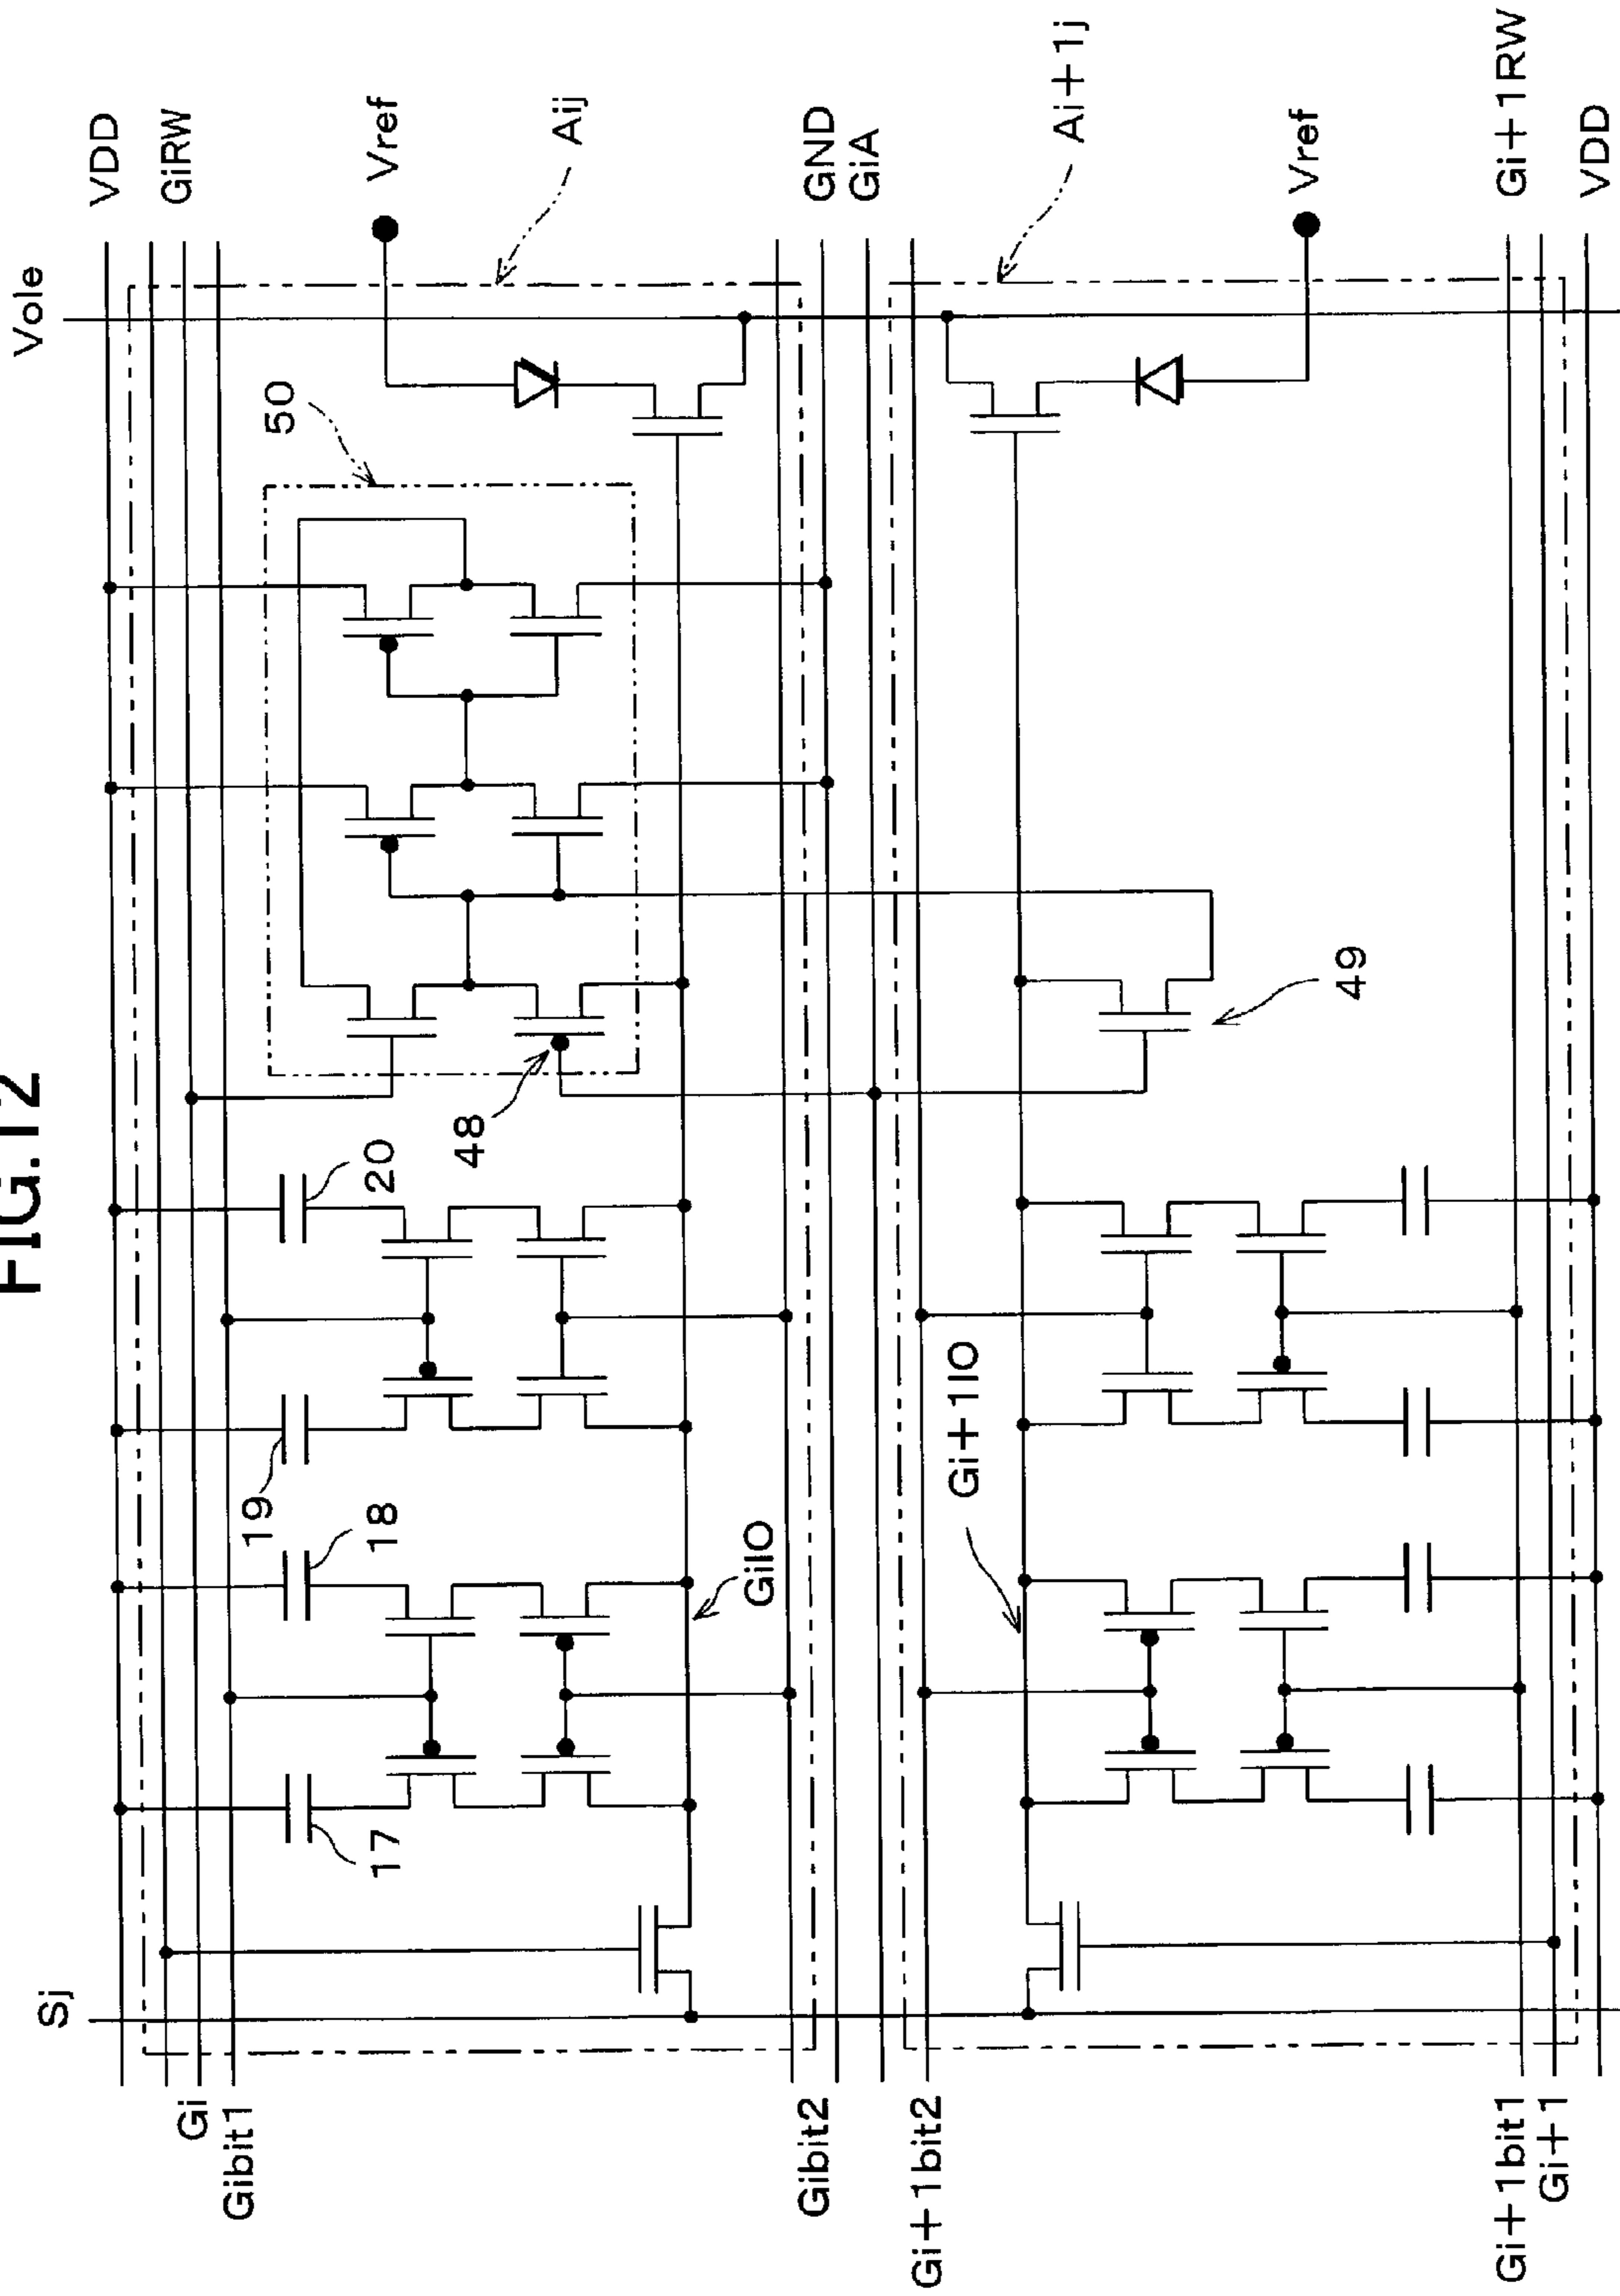 FIG.12
Sj
Vole
VDD
GiRW
Vref
Aij
GND
GiA
Ai+1j
Vref
Gi+1RW
VDD
50
48
49
20
19
18
17
GiIO
Gi+1IO
Gi
Gibit1
Gibit2
Gi+1bit2
Gi+1bit1
Gi+1